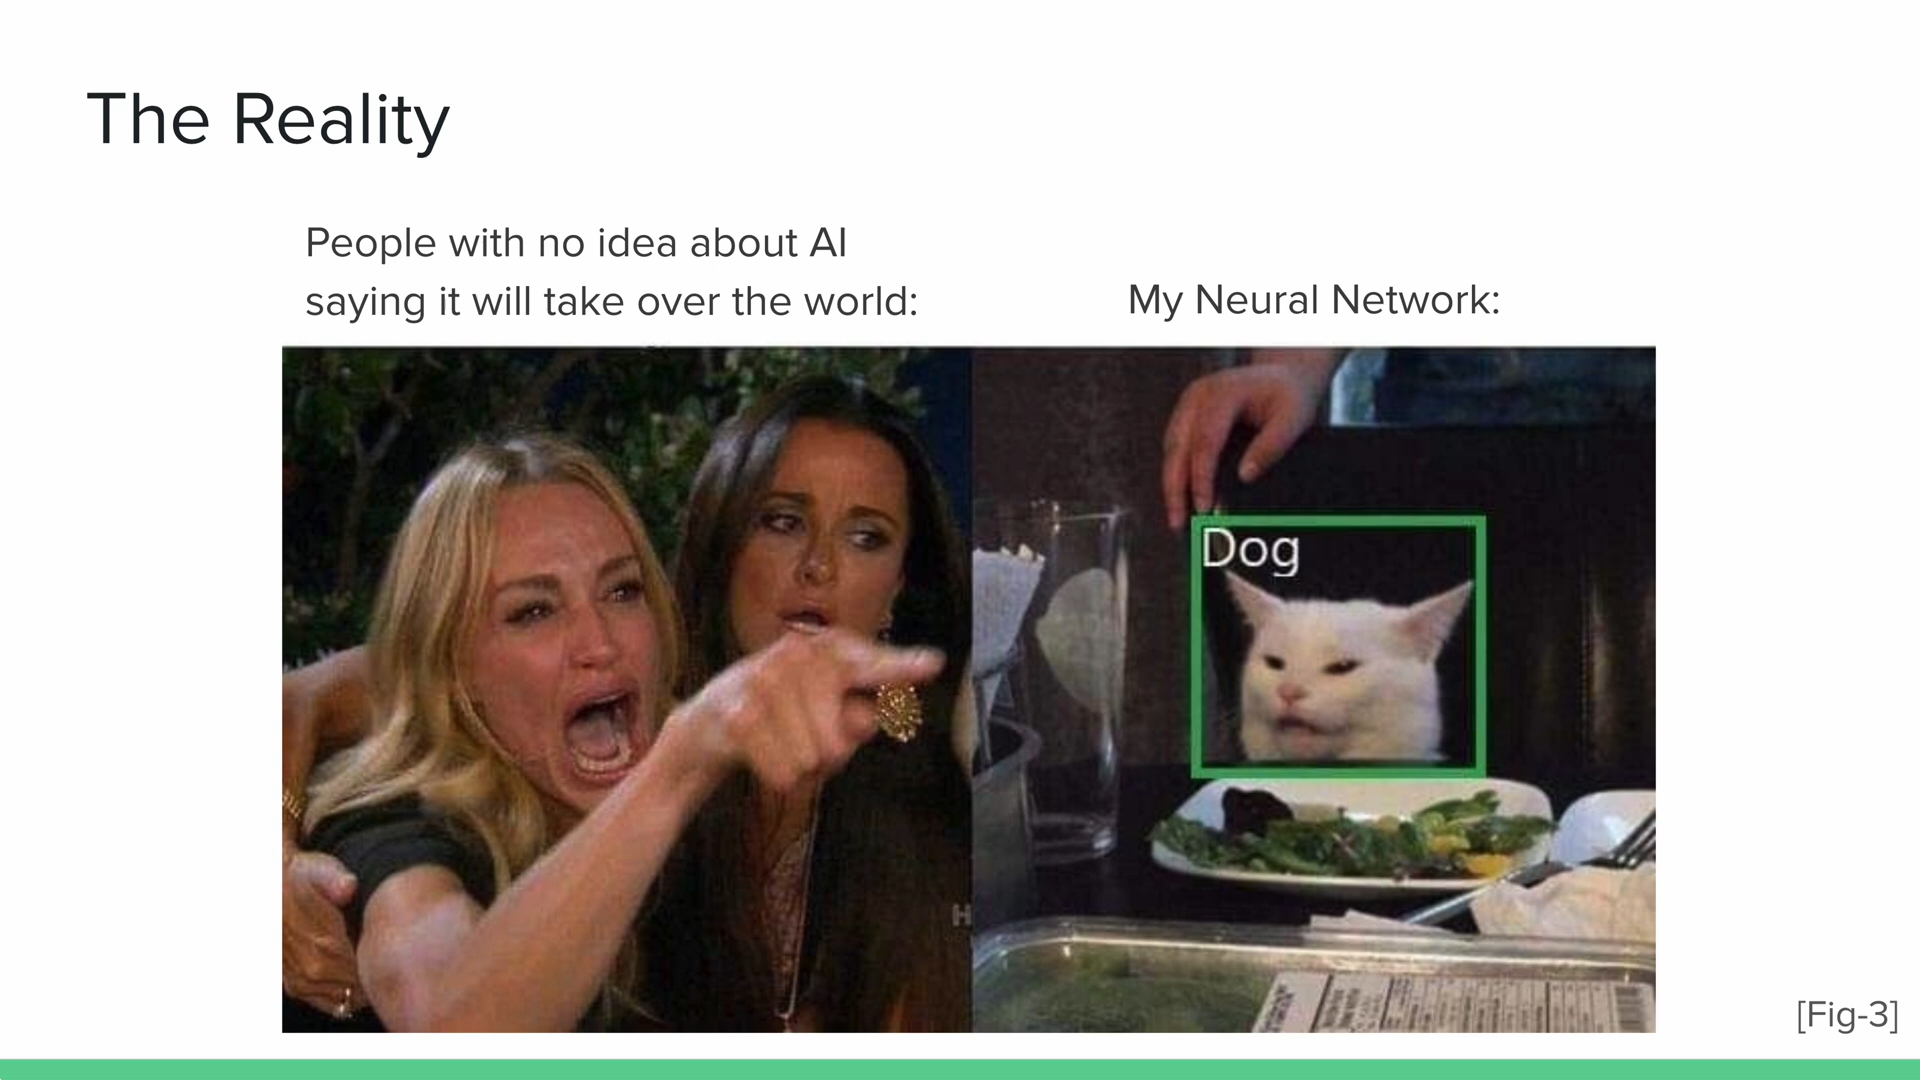 The Reality
People with no idea about AI
saying it will take over the world:
My Neural Network:
Dog
H
[Fig-3]